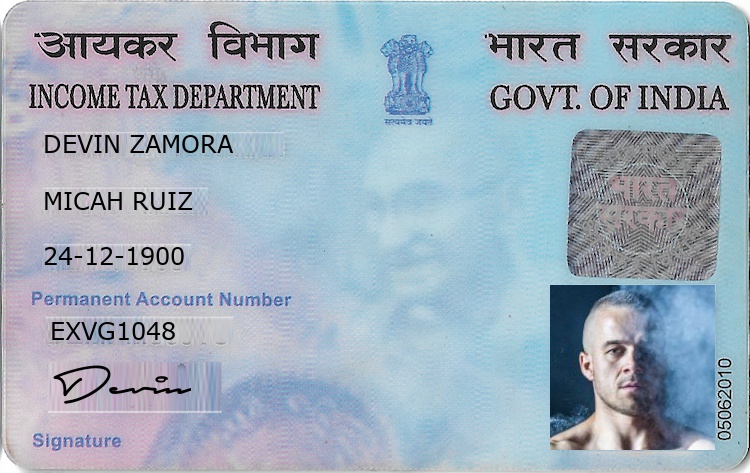 आयकर विभाग
INCOME TAX DEPARTMENT
सत्यमेव जयते
भारत सरकार
GOVT. OF INDIA
DEVIN ZAMORA
MICAH RUIZ
24-12-1900
भारत
सरकार
Permanent Account Number
EXVG1048
Devin
Signature
05062010